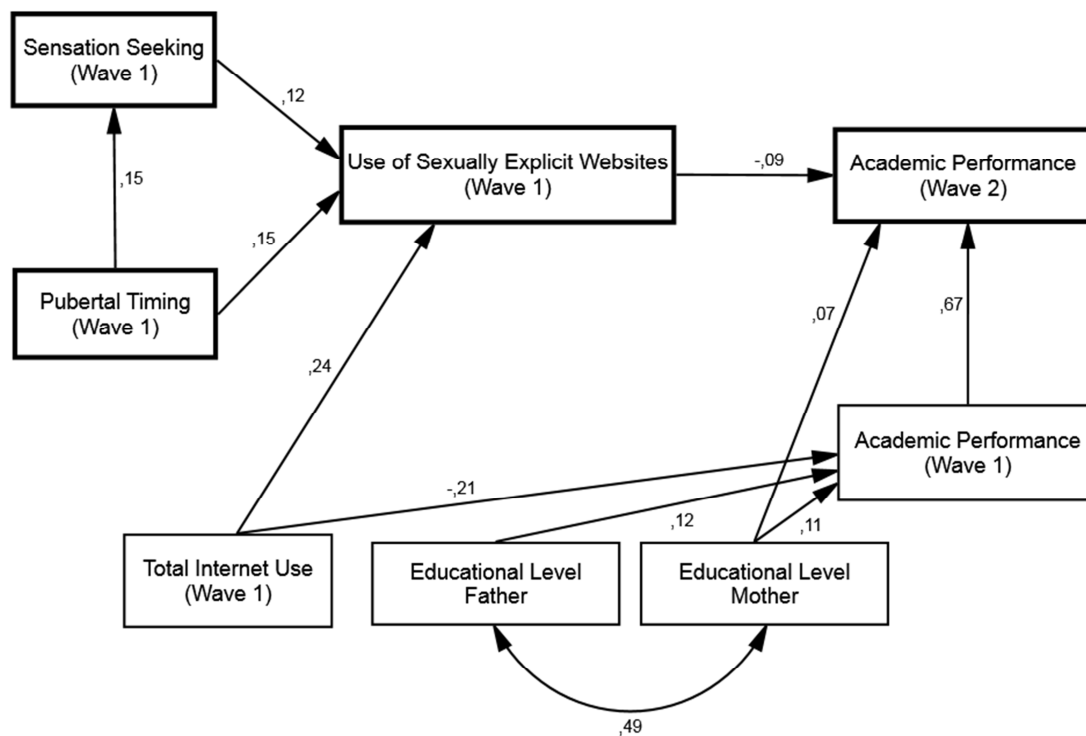 Sensation Seeking
(Wave 1)
,12
,15
Use of Sexually Explicit Websites
(Wave 1)
-,09
Academic Performance
(Wave 2)
,15
Pubertal Timing
(Wave 1)
,07
,67
,24
Academic Performance
(Wave 1)
-,21
,12
,11
Total Internet Use
(Wave 1)
Educational Level
Father
Educational Level
Mother
,49